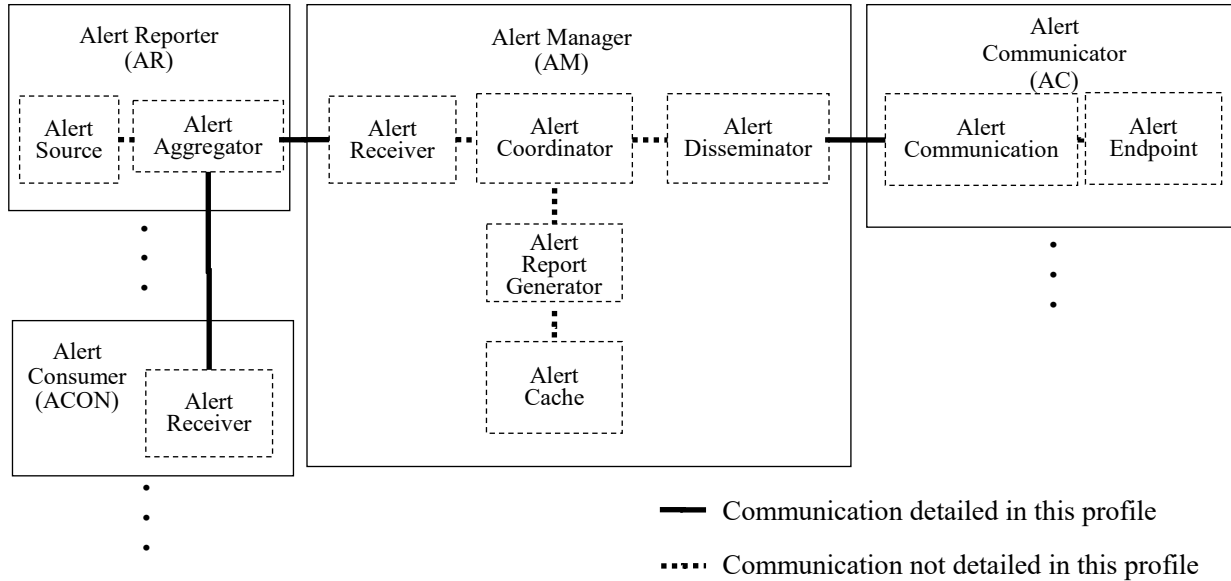 Alert Reporter
(AR)
Alert
Source
Alert
Aggregator
Alert Manager
(AM)
Alert
Receiver
Alert
Coordinator
Alert
Disseminator
Alert
Report
Generator
Alert
Cache
Alert
Communicator
(AC)
Alert
Communication
Alert
Endpoint
Alert
Consumer
(ACON)
Alert
Receiver
Communication detailed in this profile
Communication not detailed in this profile